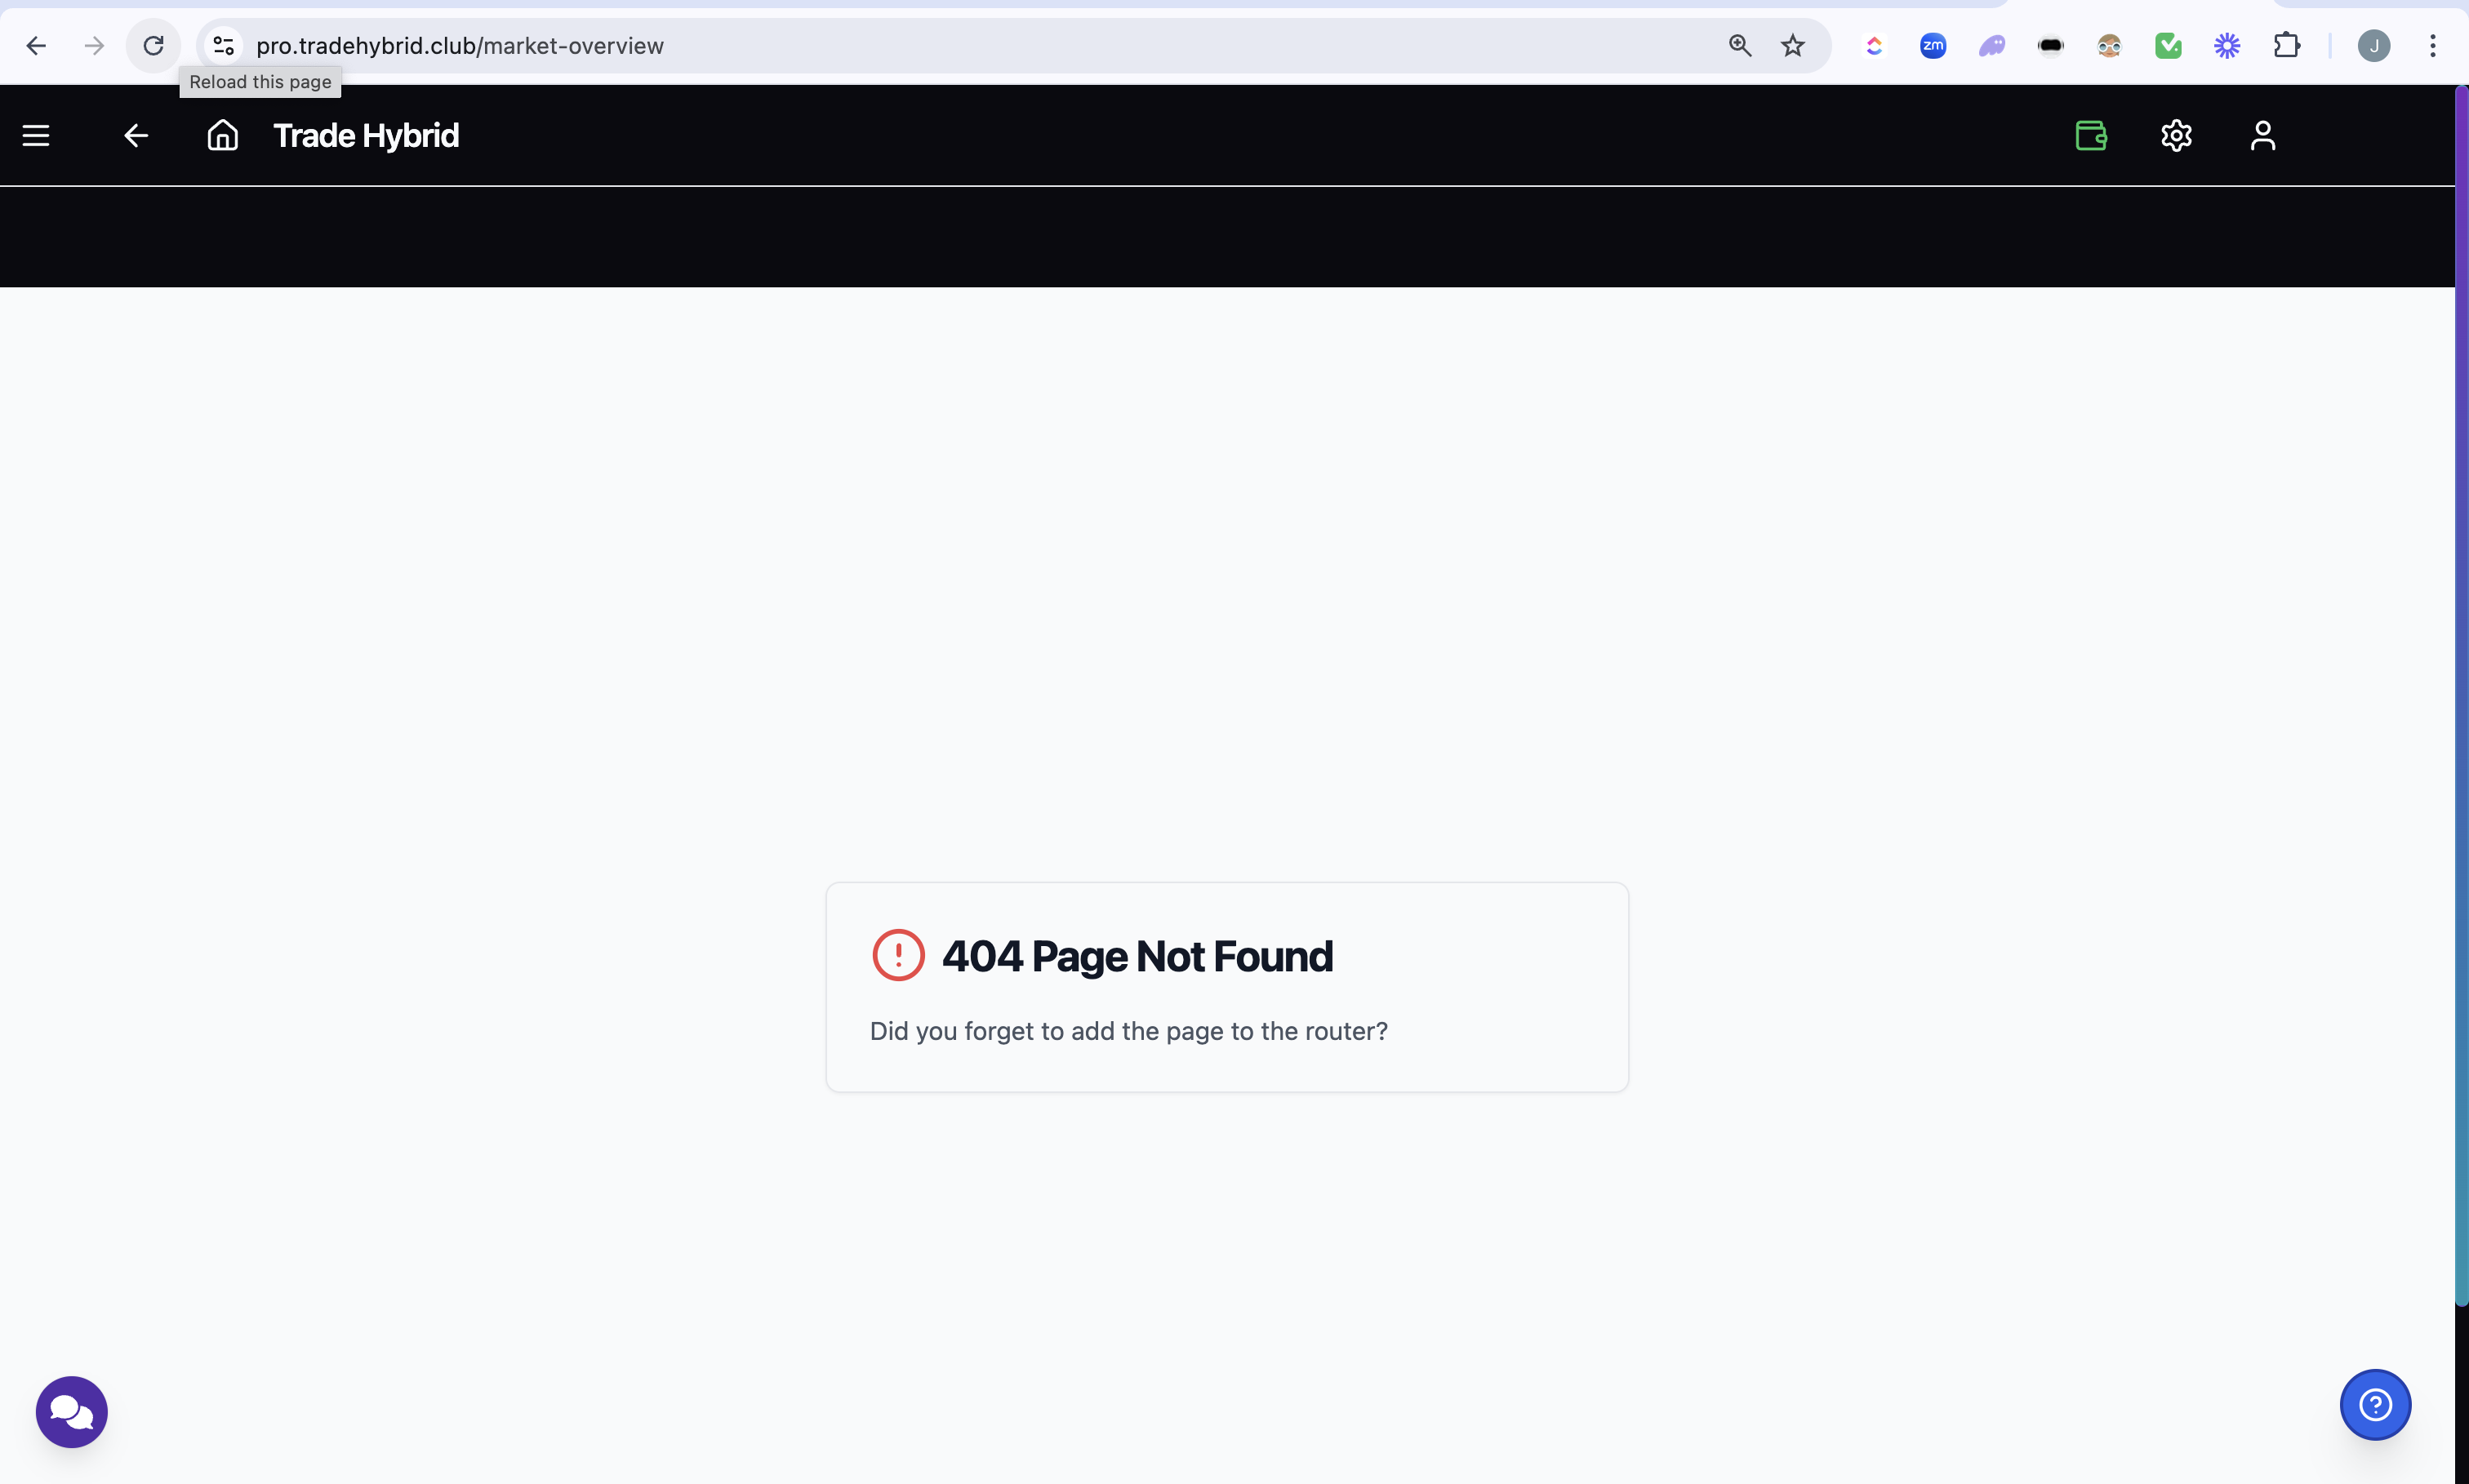 pro.tradehybrid.club/market-overview
zm
J
Reload this page
Trade Hybrid
404 Page Not Found
Did you forget to add the page to the router?